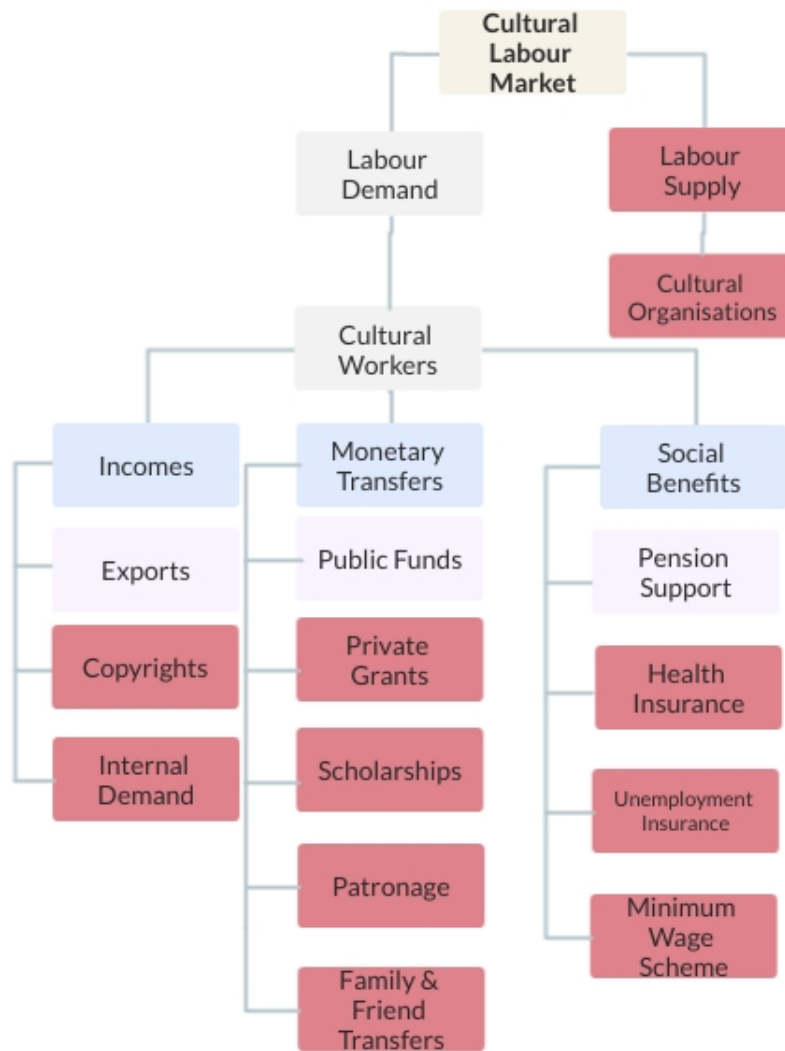 Cultural
Labour
Market
Labour
Demand
Labour
Supply
Cultural
Organisations
Cultural
Workers
Incomes
Exports
Copyrights
Internal
Demand
Monetary
Transfers
Public Funds
Private
Grants
Scholarships
Patronage
Family &
Friend
Transfers
Social
Benefits
Pension
Support
Health
Insurance
Unemployment
Insurance
Minimum
Wage
Scheme